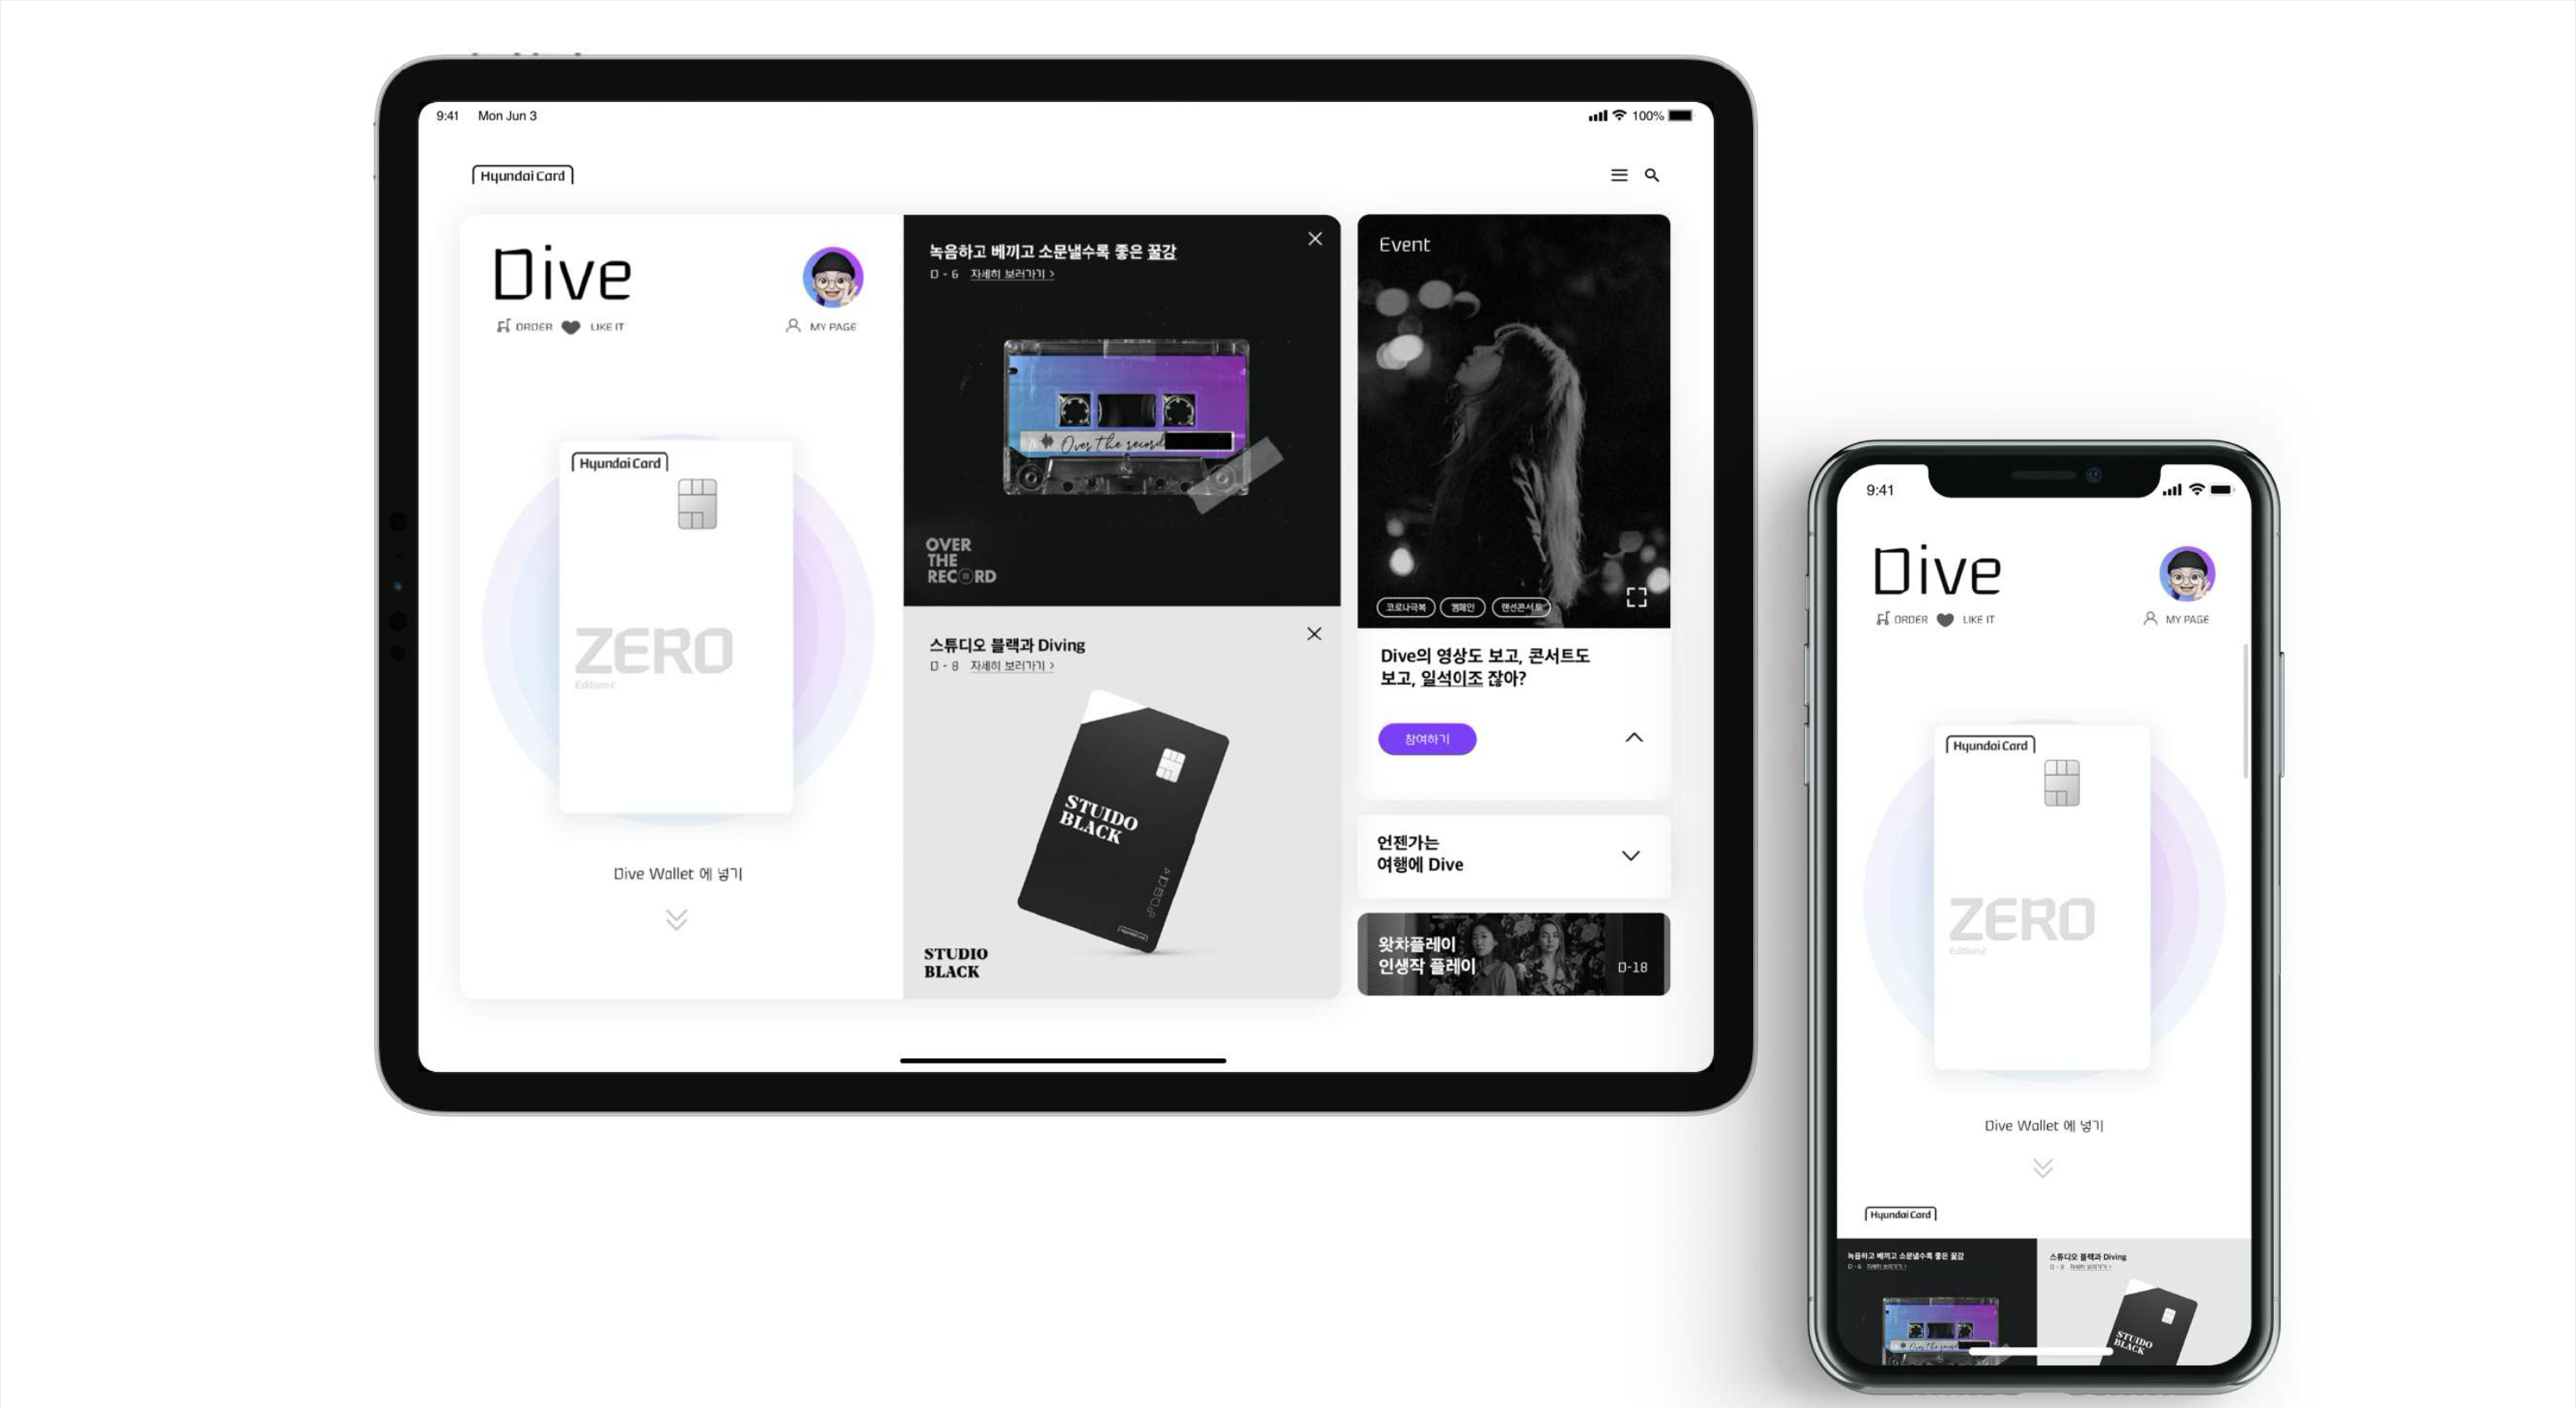 9:41 Mon Jun 3
100%
Hyundai Card
Dive
ORDER LIKE IT
MY PAGE
Hyundai Card
ZERO
Edition2
Dive Wallet 에 넣기
녹음하고 베끼고 소문낼수록 좋은 꿀감
D - 6 자세히 보러가기 >
Over the record
OVER
THE
RECORD
스튜디오 블랙과 Diving
D - 8 자세히 보러가기 >
STUIDO
BLACK
HyundaiCard
STUDIO
BLACK
Event
코로나극복 캠페인 랜선콘서트
Dive의 영상도 보고, 콘서트도
보고, 일석이조 잖아?
참여하기
언젠가는
여행에 Dive
왓챠플레이
인생작 플레이
D-18
9:41
Dive
ORDER LIKE IT
MY PAGE
Hyundai Card
ZERO
Edition2
Dive Wallet 에 넣기
Hyundai Card
녹음하고 베끼고 소문낼수록 좋은 꿀감
D - 6 자세히 보러가기 >
Over the record
스튜디오 블랙과 Diving
D - 8 자세히 보러가기 >
STUIDO
BLACK